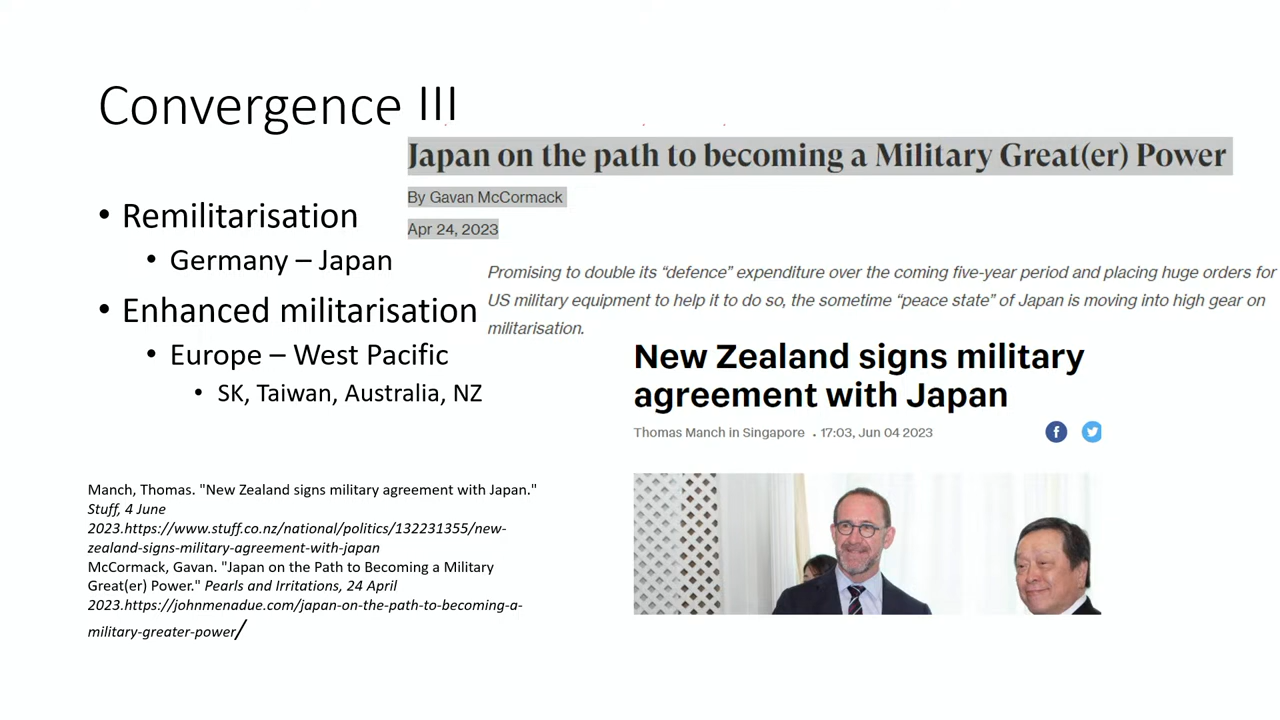 Convergence III
Japan on the path to becoming a Military Great(er) Power
By Gavan McCormack
Apr 24, 2023
Promising to double its “defence” expenditure over the coming five-year period and placing huge orders for
US military equipment to help it to do so, the sometime “peace state” of Japan is moving into high gear on
militarisation.
• Remilitarisation
• Germany – Japan
• Enhanced militarisation
• Europe – West Pacific
• SK, Taiwan, Australia, NZ
New Zealand signs military
agreement with Japan
Thomas Manch in Singapore . 17:03, Jun 04 2023
Manch, Thomas. "New Zealand signs military agreement with Japan."
Stuff, 4 June
2023.https://www.stuff.co.nz/national/politics/132231355/new-
zealand-signs-military-agreement-with-japan
McCormack, Gavan. "Japan on the Path to Becoming a Military
Great(er) Power." Pearls and Irritations, 24 April
2023.https://johnmenadue.com/japan-on-the-path-to-becoming-a-
military-greater-power/